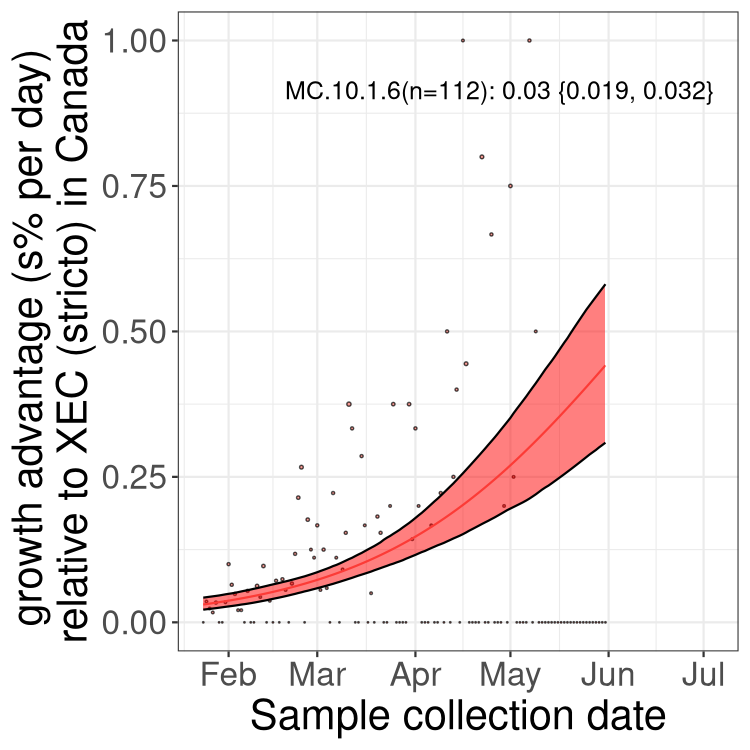 growth advantage (s% per day)
relative to XEC (stricto) in Canada
1.00
0.75
0.50
0.25
0.00
MC.10.1.6(n=112): 0.03 {0.019, 0.032}
Feb Mar Apr May Jun Jul
Sample collection date